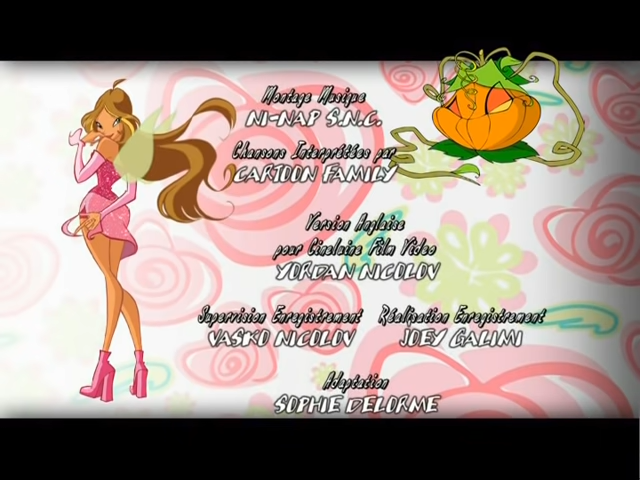 Montage Musique
NI-NAP S.N.C.
Chansons Interprétées par
CARTOON FAMILY
Version Anglaise
pour Cinelume Film Video
YORDAN NICOLOV
Supervision Enregistrement Réalisation Enregistrement
VASKO NICOLOV JOEY GALIMI
Adaptation
SOPHIE DELORME